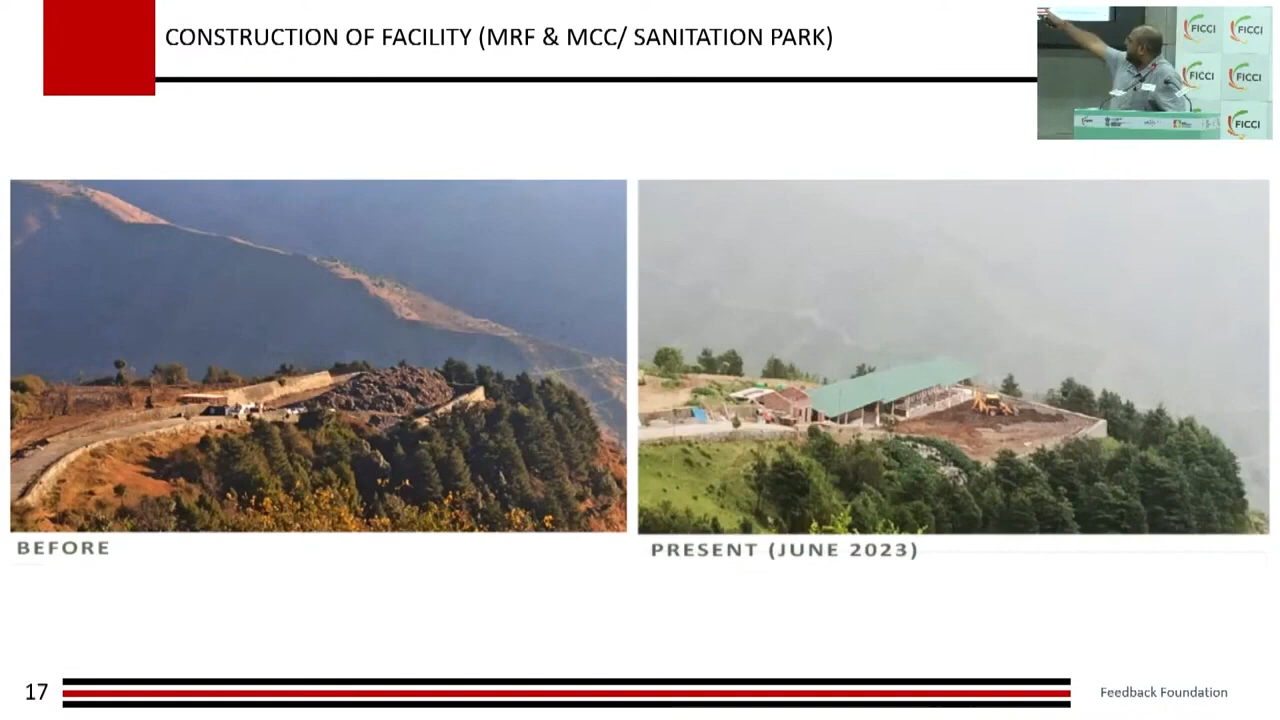 CONSTRUCTION OF FACILITY (MRF & MCC/ SANITATION PARK)
FICCI
FICCI
FICCI
FICCI
FICCI
BEFORE
PRESENT (JUNE 2023)
17
Feedback Foundation